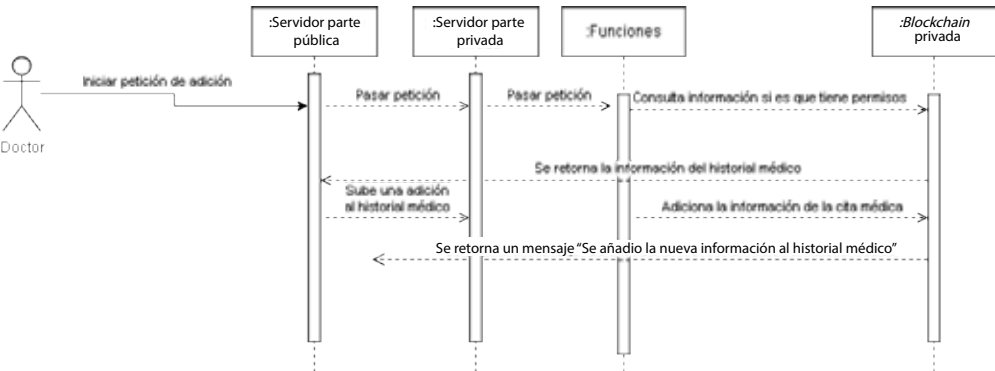 :Servidor parte
pública
:Servidor parte
privada
:Funciones
:Blockchain
privada
Iniciar petición de adición
Pasar petición
Pasar petición
Consulta información si es que tiene permisos
Doctor
Se retorna la información del historial médico
Sube una adición
al historial médico
Adiciona la información de la cita médica
Se retorna un mensaje "Se añadio la nueva información al historial médico"